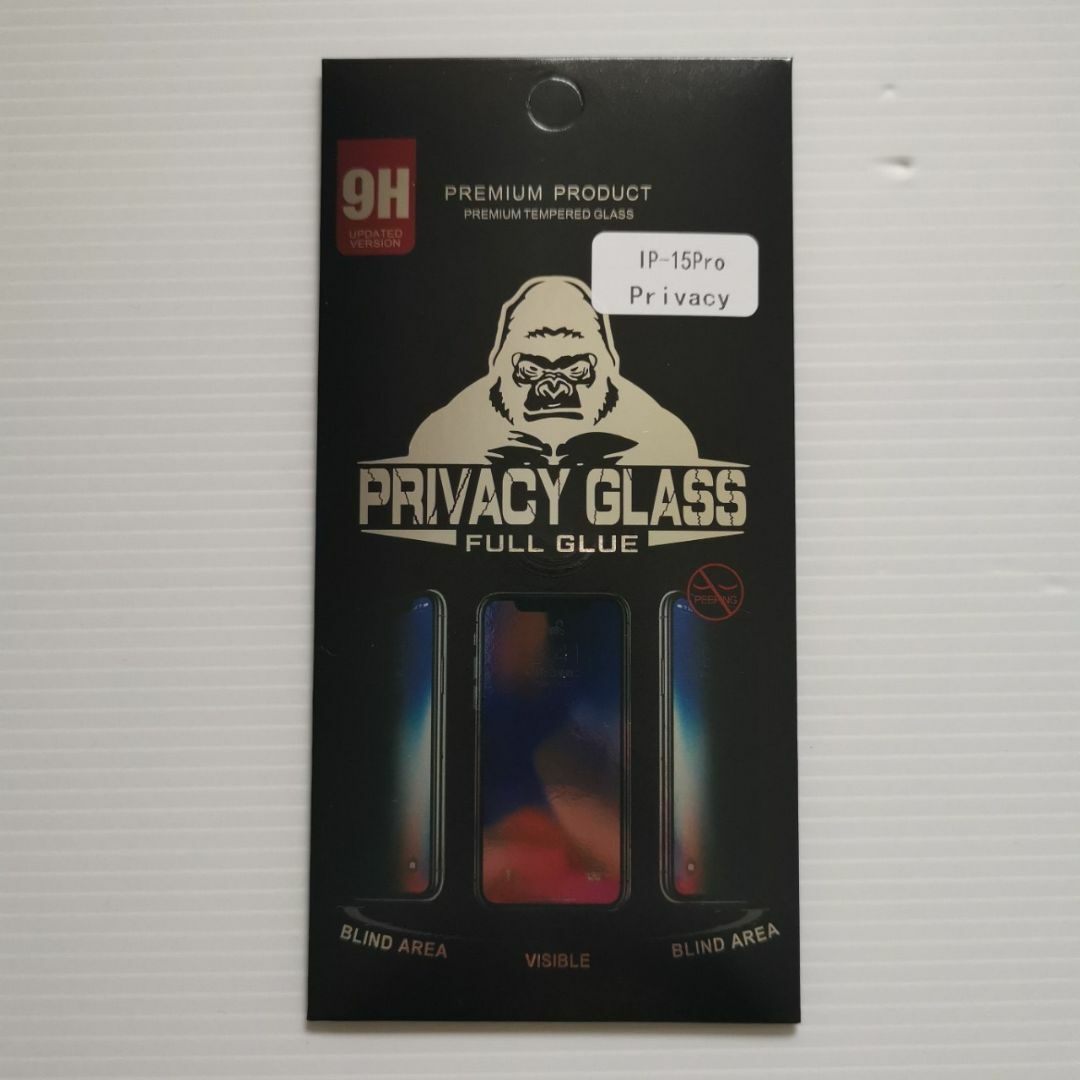 9H
UPDATED
VERSION
PREMIUM PRODUCT
PREMIUM TEMPERED GLASS
IP-15Pro
Privacy
PRIVACY GLASS
FULL GLUE
PEEPING
BLIND AREA
VISIBLE
BLIND AREA